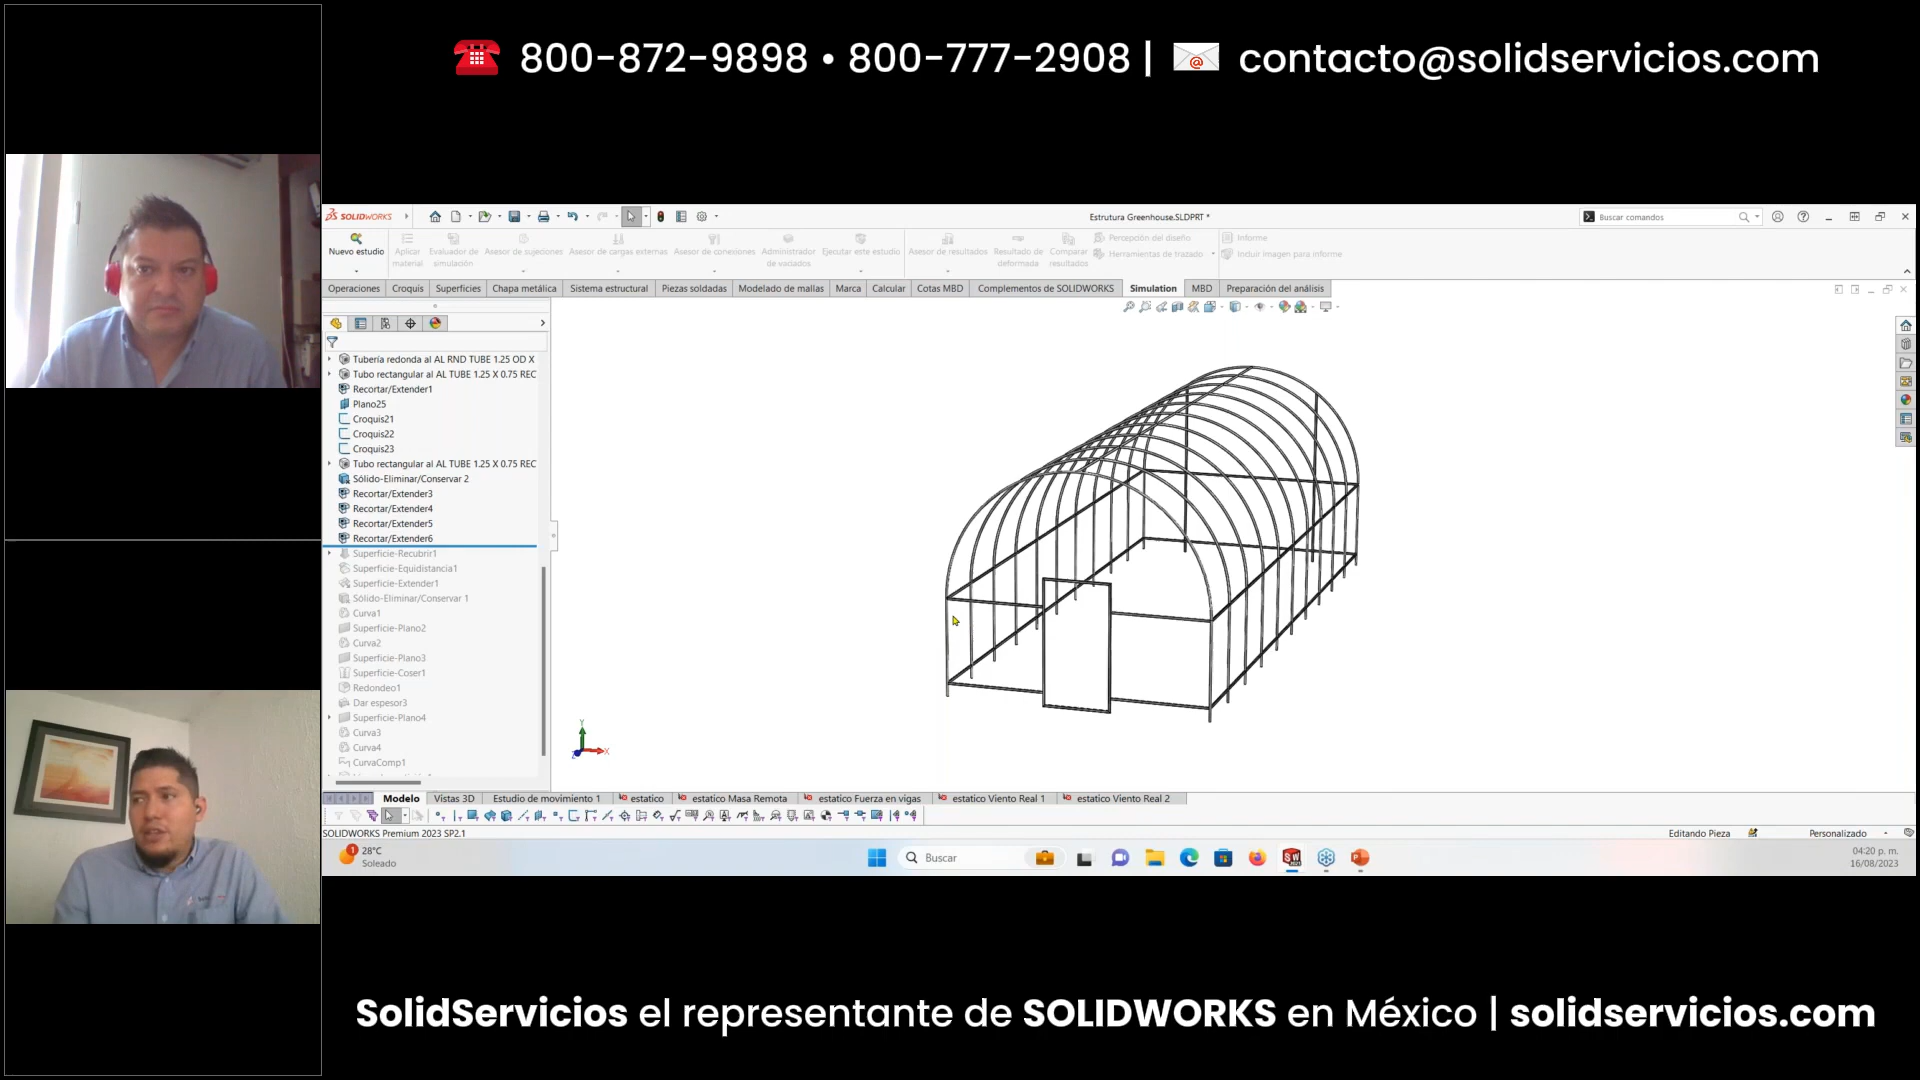 800-872-9898 • 800-777-2908 | contacto@solidservicios.com
SOLIDWORKS
Estrutura Greenhouse.SLDPRT *
Buscar comandos
Nuevo estudio
Aplicar material
Evaluador de simulación
Asesor de sujeciones
Asesor de cargas externas
Asesor de conexiones
Administrador de vaciados
Ejecutar este estudio
Asesor de resultados
Resultado de deformada
Comparar resultados
Percepción del diseño
Herramientas de trazado
Informe
Incluir imagen para informe
Operaciones
Croquis
Superficies
Chapa metálica
Sistema estructural
Piezas soldadas
Modelado de mallas
Marca
Calcular
Cotas MBD
Complementos de SOLIDWORKS
Simulation
MBD
Preparación del análisis
Tubería redonda al AL RND TUBE 1.25 OD X
Tubo rectangular al AL TUBE 1.25 X 0.75 REC
Recortar/Extender1
Plano25
Croquis21
Croquis22
Croquis23
Tubo rectangular al AL TUBE 1.25 X 0.75 REC
Sólido-Eliminar/Conservar 2
Recortar/Extender3
Recortar/Extender4
Recortar/Extender5
Recortar/Extender6
Superficie-Recubrir1
Superficie-Equidistancia1
Superficie-Extender1
Sólido-Eliminar/Conservar 1
Curva1
Superficie-Plano2
Curva2
Superficie-Plano3
Superficie-Coser1
Redondeo1
Dar espesor3
Superficie-Plano4
Curva3
Curva4
CurvaComp1
Y
X
Z
Modelo
Vistas 3D
Estudio de movimiento 1
estatico
estatico Masa Remota
estatico Fuerza en vigas
estatico Viento Real 1
estatico Viento Real 2
SOLIDWORKS Premium 2023 SP2.1
Editando Pieza
Personalizado
1
28°C
Soleado
Buscar
04:20 p. m.
16/08/2023
SolidServicios el representante de SOLIDWORKS en México | solidservicios.com